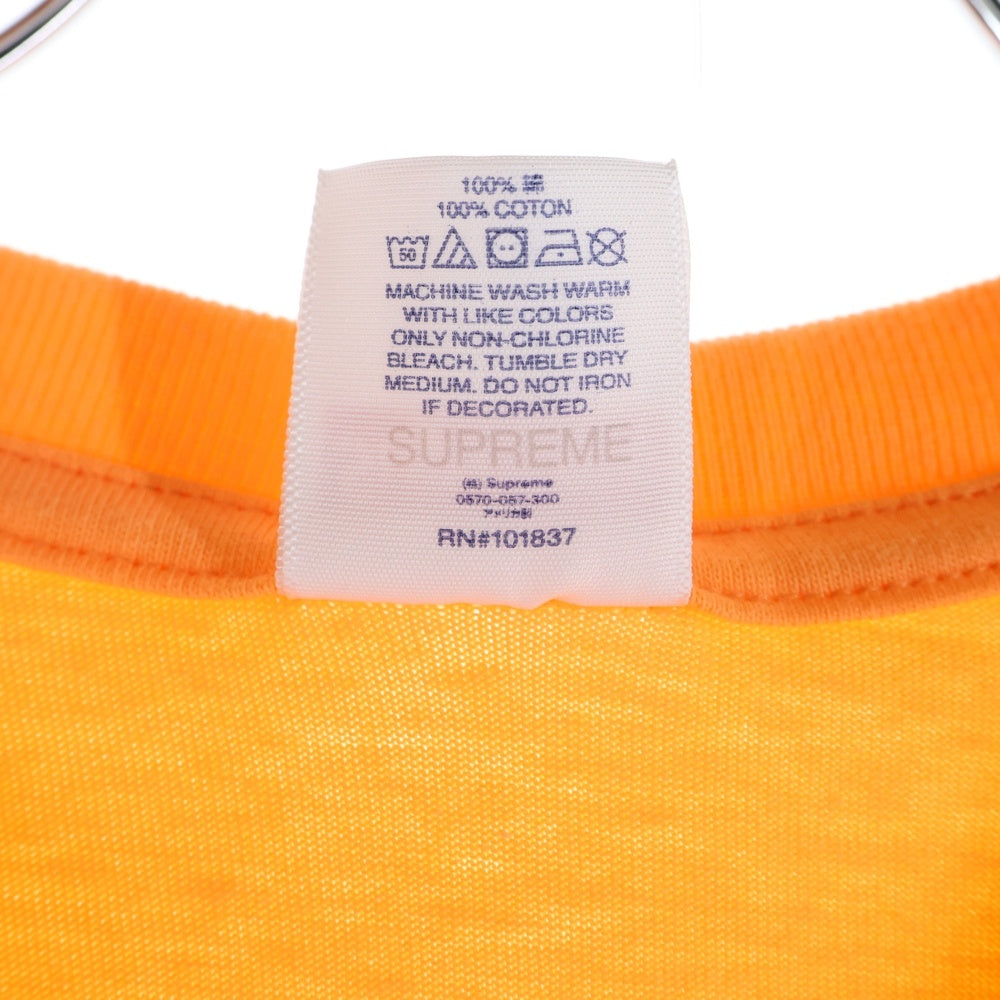 100% 綿
100% COTON
50
MACHINE WASH WARM
WITH LIKE COLORS
ONLY NON-CHLORINE
BLEACH. TUMBLE DRY
MEDIUM. DO NOT IRON
IF DECORATED.
SUPREME
(株) Supreme
0570-057-300
アメリカ製
RN#101837